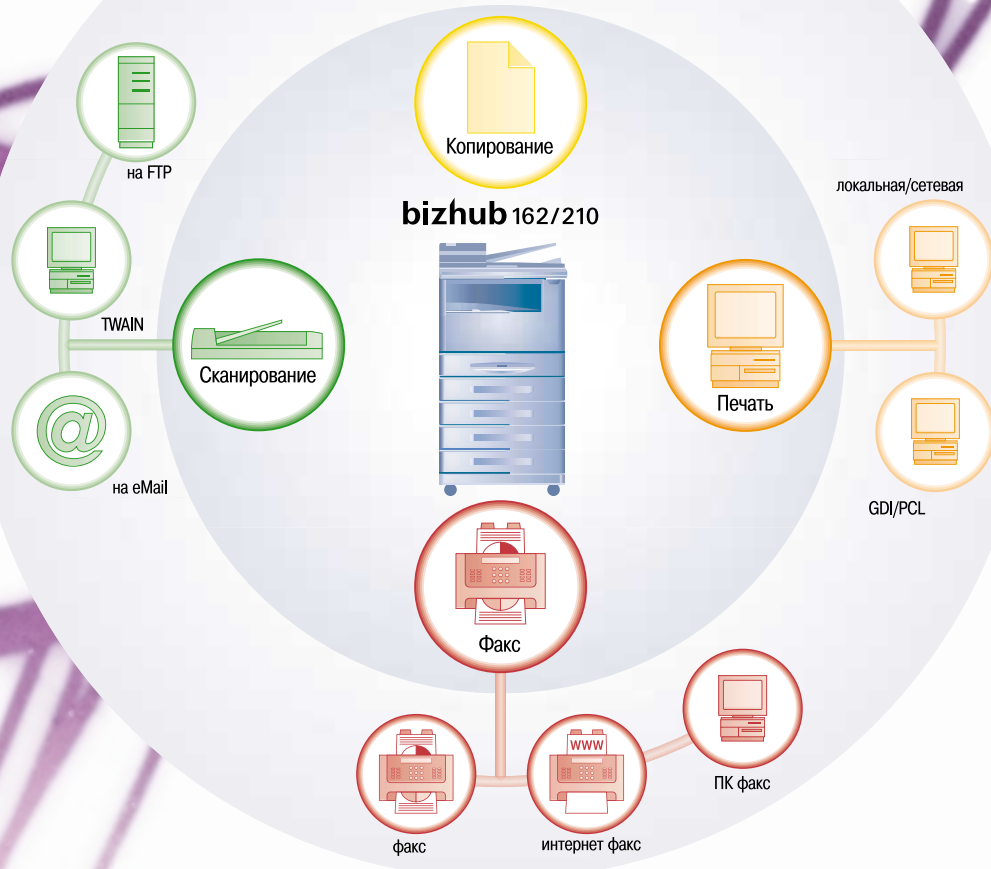 Копирование
bizhub 162/210
на FTP
TWAIN
на eMail
Сканирование
Печать
локальная/сетевая
GDI/PCL
Факс
факс
WWW
интернет факс
ПК факс